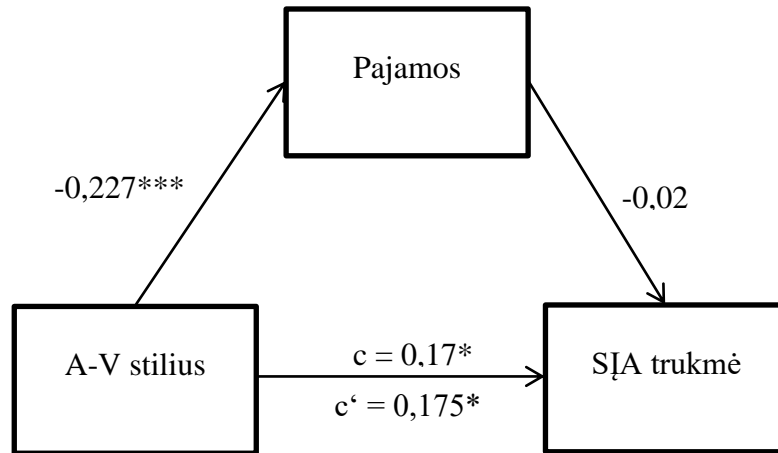 Pajamos
-0,227***
-0,02
A-V stilius
c = 0,17*
c‘ = 0,175*
SĮA trukmė